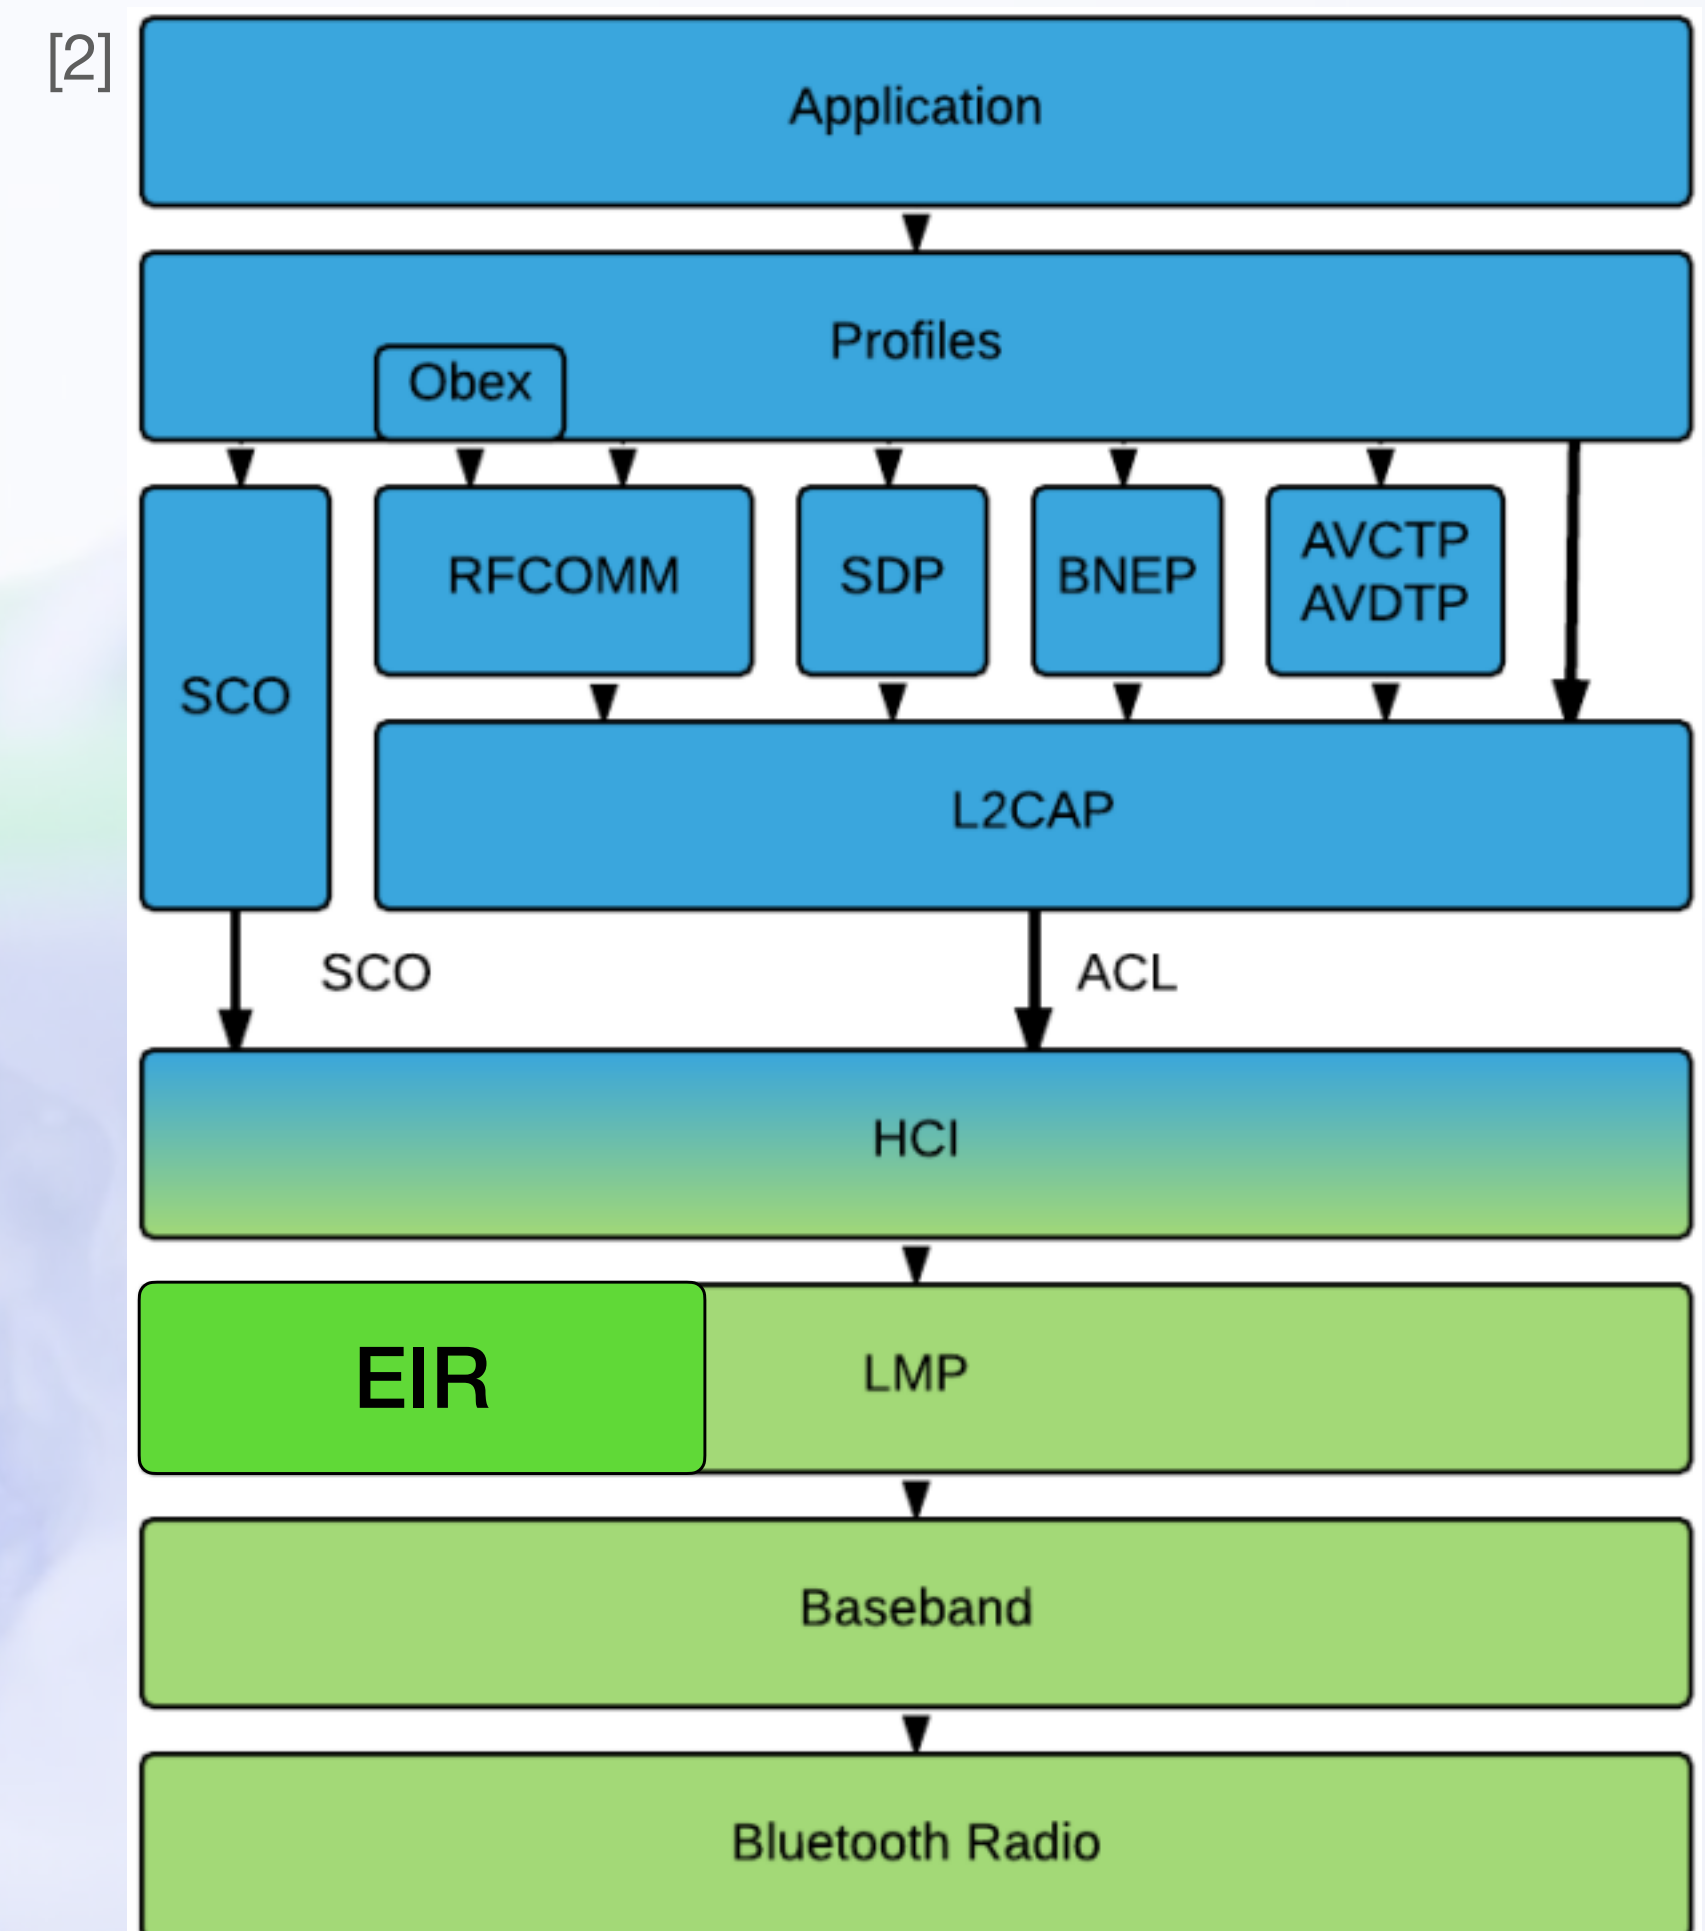 [2]
Application
Profiles
Obex
RFCOMM
SDP
BNEP
AVCTP
AVDTP
SCO
L2CAP
SCO
ACL
HCI
EIR
LMP
Baseband
Bluetooth Radio